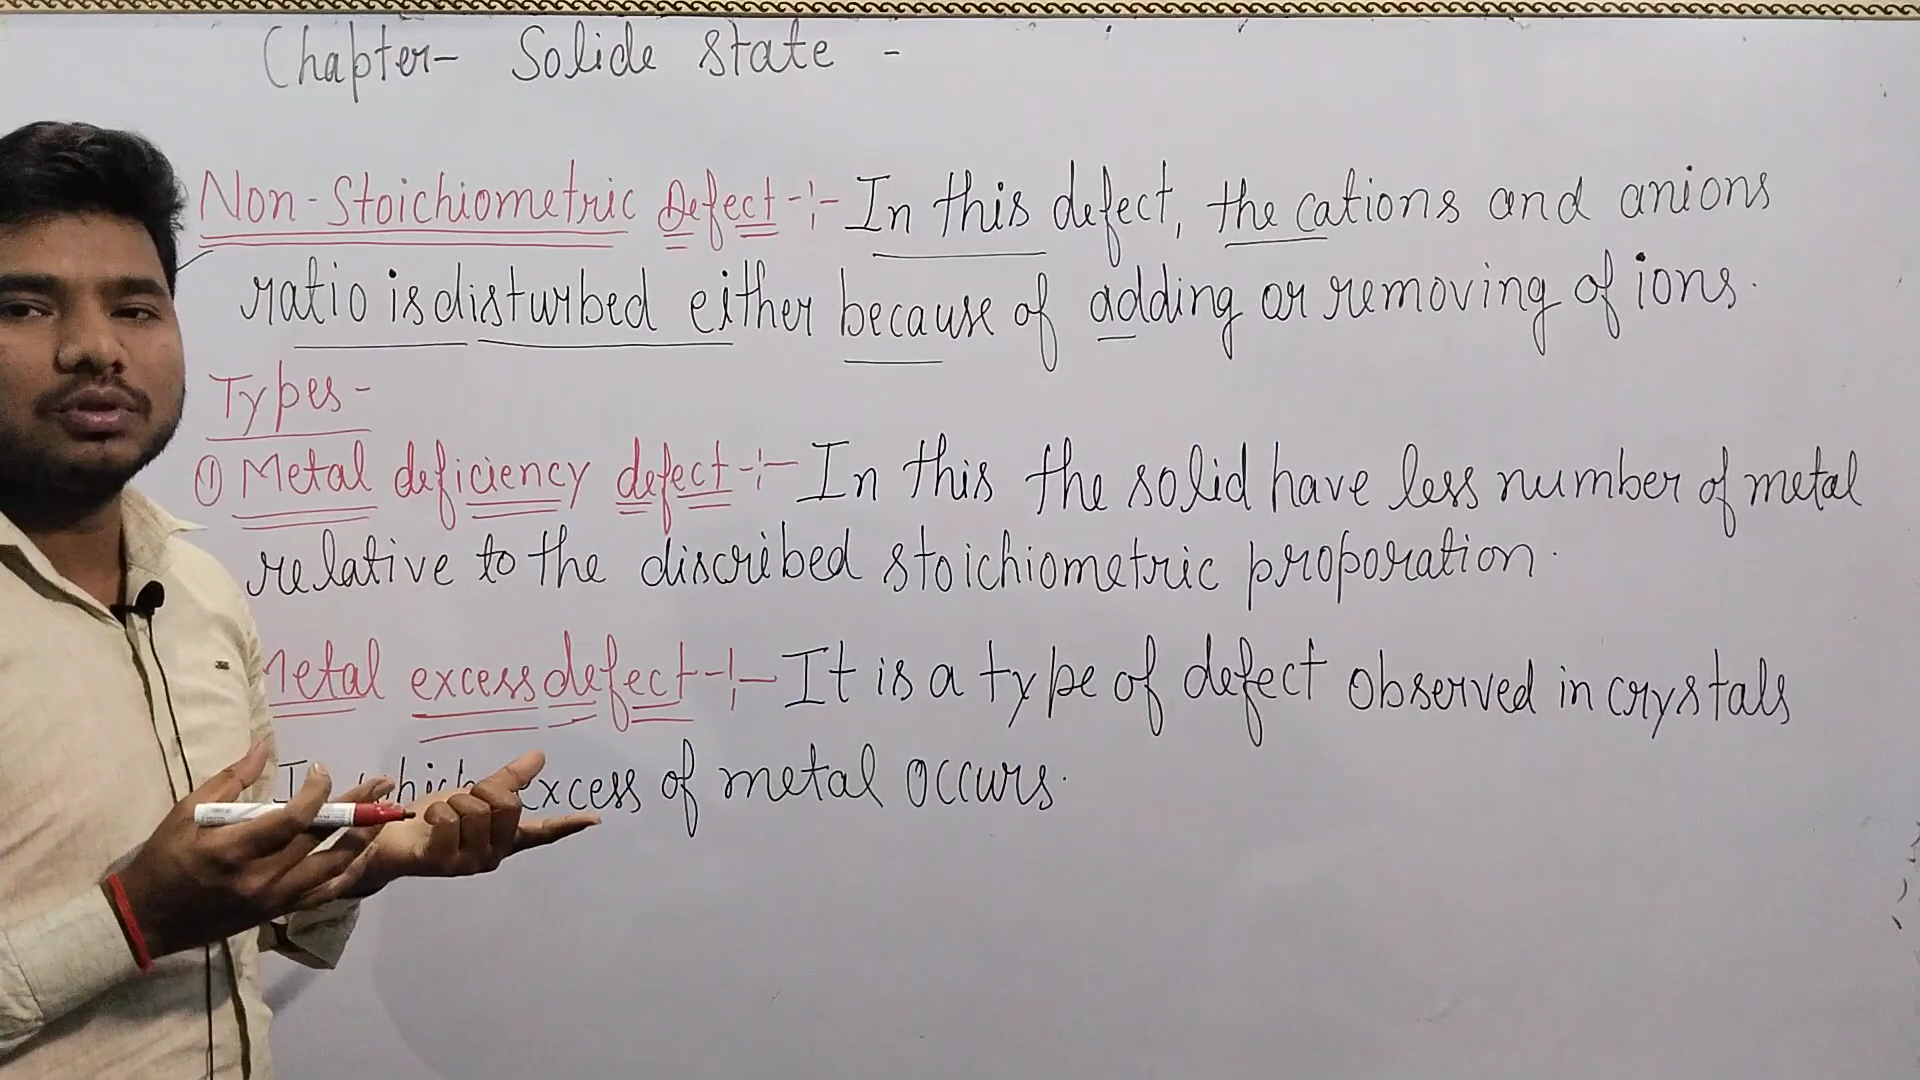 Chapter- Solide state -
Non-Stoichiometric Defect -:- In this defect, the cations and anions
ratio is disturbed either because of adding or removing of ions.
Types-
① Metal deficiency defect -:- In this the solid have less number of metal
relative to the discribed stoichiometric proporation.
Metal excess defect -:- It is a type of defect observed in crystals
In which excess of metal occurs.